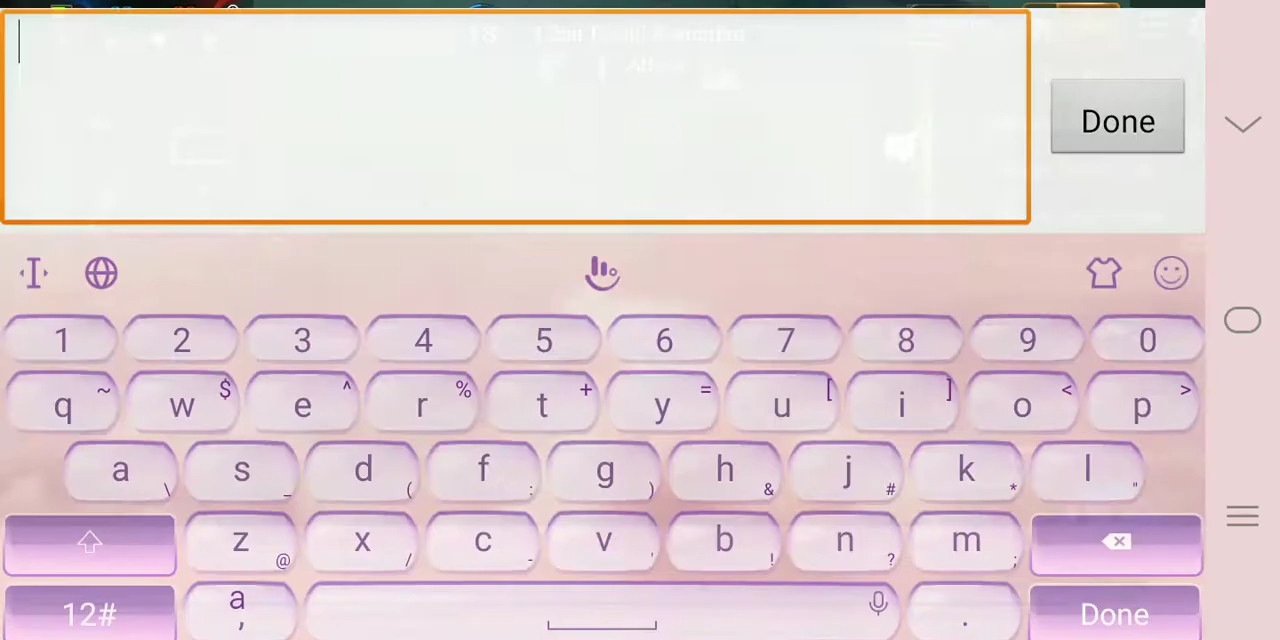 Done
1 2 3 4 5 6 7 8 9 0
q ~ w $ e ^ r % t + y = u [ i ] o < p >
a \ s _ d ( f : g ) h & j # k * l "
z @ x / c - v ' b ! n ? m ;
12# a , . Done